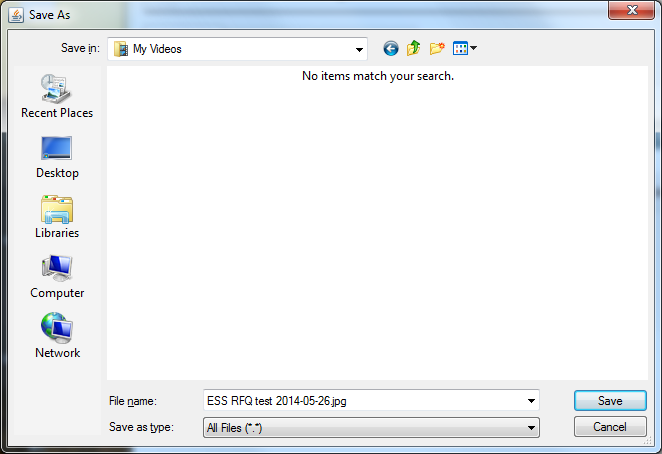 Save As
Save in:
My Videos
No items match your search.
Recent Places
Desktop
Libraries
Computer
Network
File name:
ESS RFQ test 2014-05-26.jpg
Save
Save as type:
All Files (*.*)
Cancel